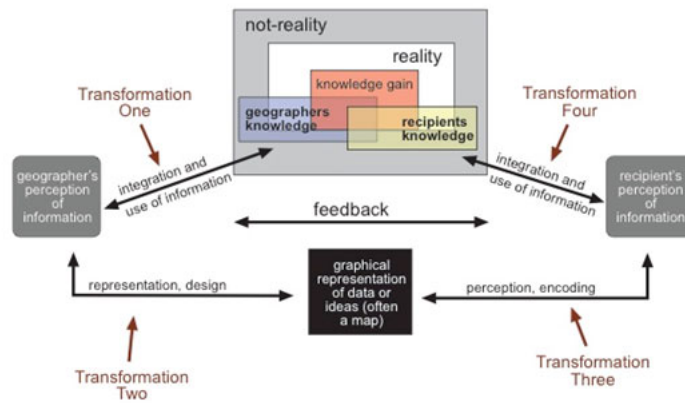 not-reality
reality
knowledge gain
geographers
knowledge
recipients
knowledge
Transformation
One
Transformation
Four
geographer's
perception
of
information
integration and
use of information
integration and
use of information
recipient's
perception
of
information
feedback
graphical
representation
of data or
ideas (often
a map)
representation, design
perception, encoding
Transformation
Two
Transformation
Three